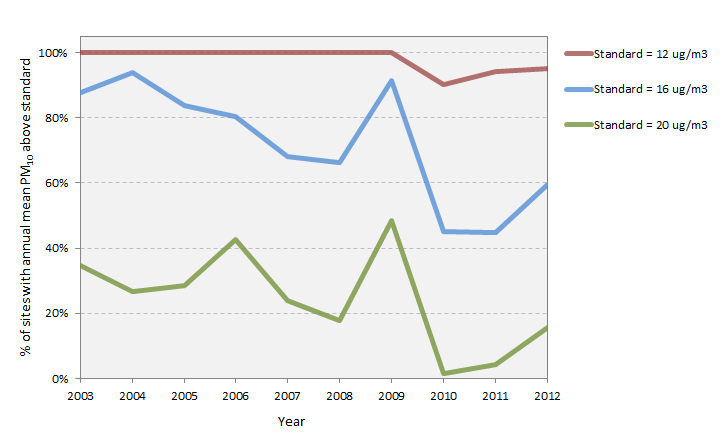 % of sites with annual mean PM₁₀ above standard
100%
80%
60%
40%
20%
0%
2003 2004 2005 2006 2007 2008 2009 2010 2011 2012
Year
Standard = 12 ug/m3
Standard = 16 ug/m3
Standard = 20 ug/m3